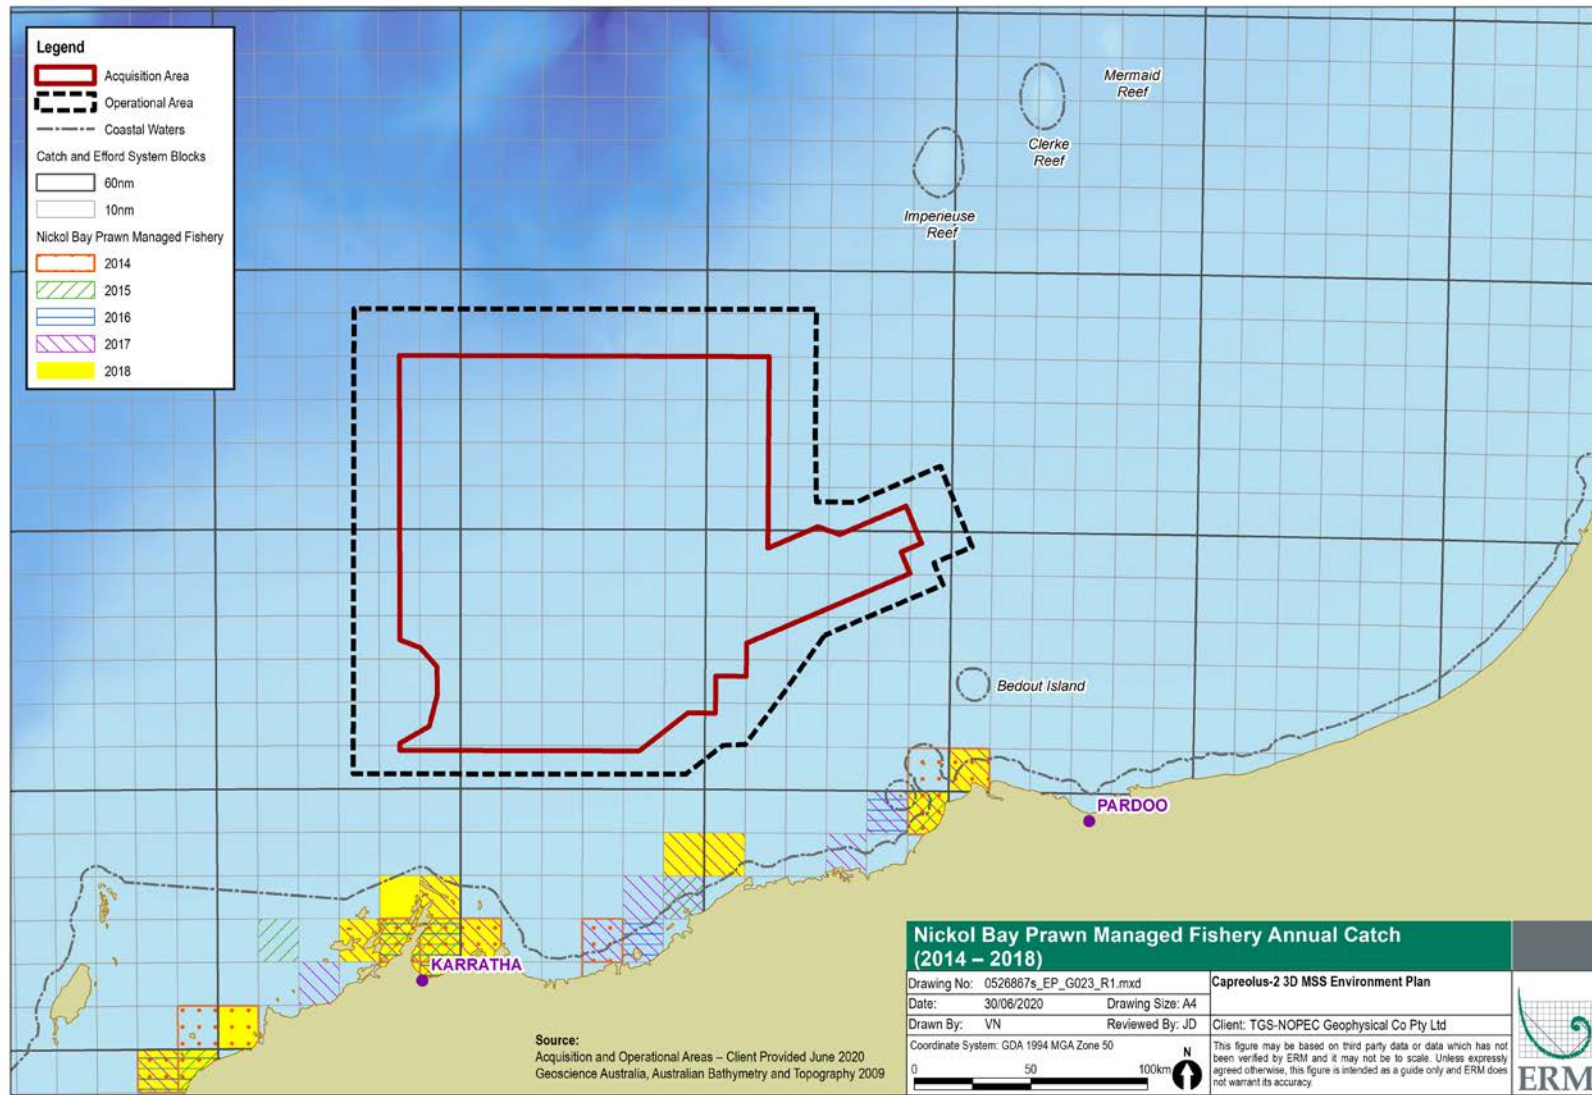 Legend
Acquisition Area
Operational Area
Coastal Waters
Catch and Efford System Blocks
60nm
10nm
Nickol Bay Prawn Managed Fishery
2014
2015
2016
2017
2018
Mermaid
Reef
Clerke
Reef
Imperieuse
Reef
Bedout Island
PARDOO
KARRATHA
Source:
Acquisition and Operational Areas – Client Provided June 2020
Geoscience Australia, Australian Bathymetry and Topography 2009
Nickol Bay Prawn Managed Fishery Annual Catch
(2014 – 2018)
Drawing No: 0526867s_EP_G023_R1.mxd
Date: 30/06/2020 Drawing Size: A4
Drawn By: VN Reviewed By: JD
Coordinate System: GDA 1994 MGA Zone 50
0 50 100km
N
Capreolus-2 3D MSS Environment Plan
Client: TGS-NOPEC Geophysical Co Pty Ltd
This figure may be based on third party data or data which has not
been verified by ERM and it may not be to scale. Unless expressly
agreed otherwise, this figure is intended as a guide only and ERM does
not warrant its accuracy.
ERM